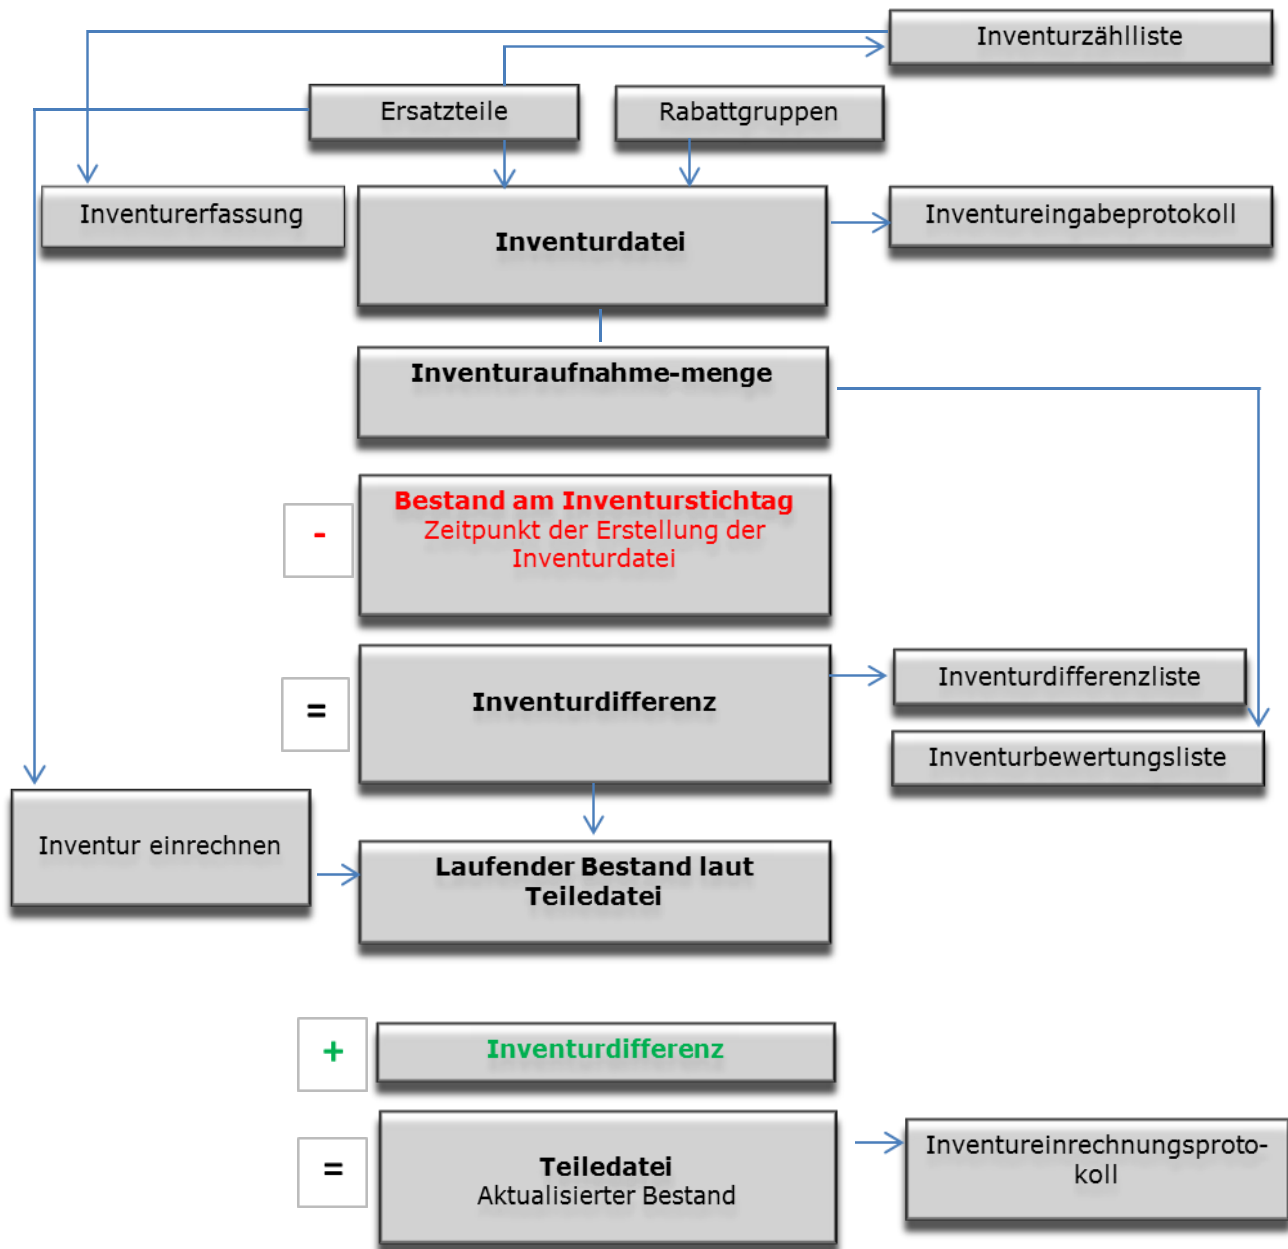 Inventurzählliste
Ersatzteile
Rabattgruppen
Inventurerfassung
Inventurdatei
Inventureingabeprotokoll
Inventuraufnahme-menge
-
Bestand am Inventurstichtag
Zeitpunkt der Erstellung der
Inventurdatei
=
Inventurdifferenz
Inventurdifferenzliste
Inventurbewertungsliste
Inventur einrechnen
Laufender Bestand laut
Teiledatei
+
Inventurdifferenz
=
Teiledatei
Aktualisierter Bestand
Inventureinrechnungsproto-
koll